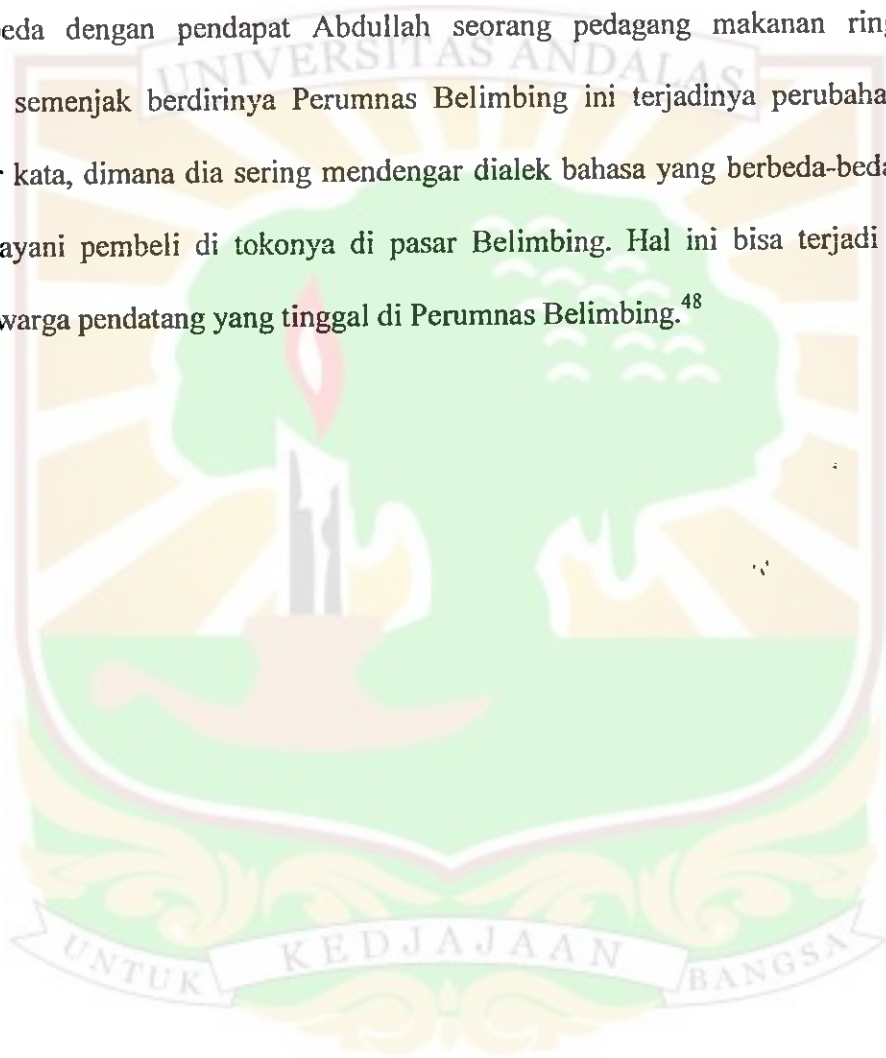 eda dengan pendapat Abdullah seorang pedagang makanan ring
UNIVERSITAS ANDALAS
semenjak berdirinya Perumnas Belimbing ini terjadinya perubaha
kata, dimana dia sering mendengar dialek bahasa yang berbeda-beda
ayani pembeli di tokonya di pasar Belimbing. Hal ini bisa terjadi
warga pendatang yang tinggal di Perumnas Belimbing.48
UNTUK KEDJAJAAN BANGSA